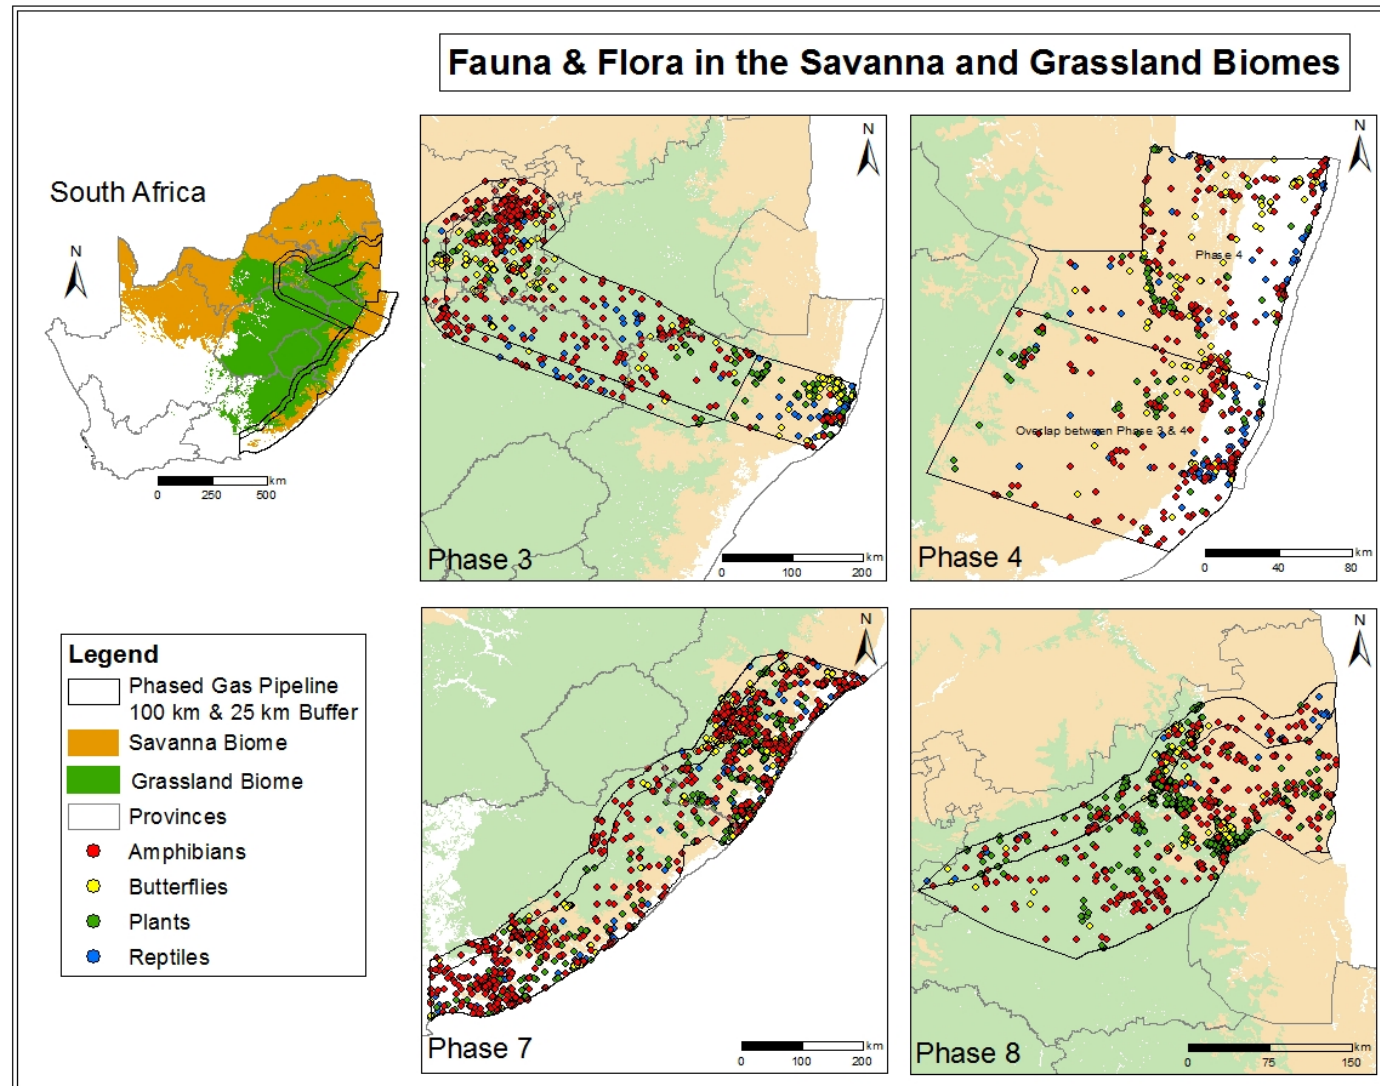 Fauna & Flora in the Savanna and Grassland Biomes
South Africa
N
km
0 250 500
N
Phase 3
km
0 100 200
N
Phase 4
Overlap between Phase 3 & 4
Phase 4
km
0 40 80
Legend
Phased Gas Pipeline
100 km & 25 km Buffer
Savanna Biome
Grassland Biome
Provinces
Amphibians
Butterflies
Plants
Reptiles
N
Phase 7
km
0 100 200
N
Phase 8
km
0 75 150